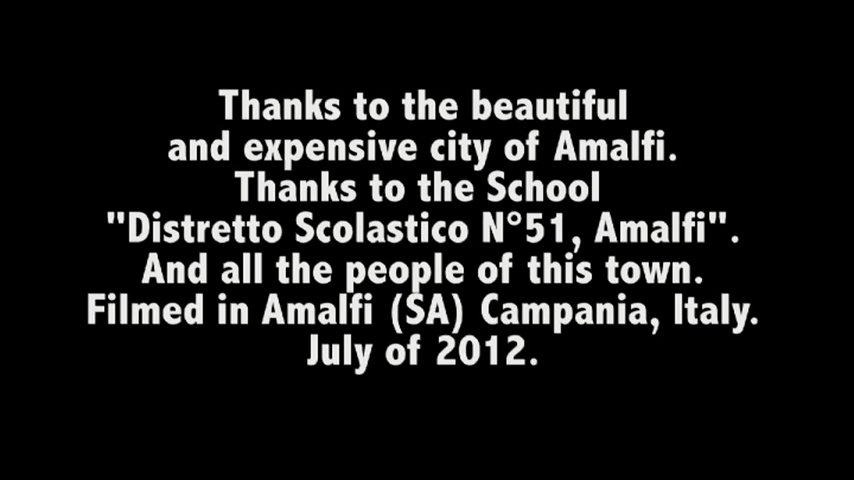 Thanks to the beautiful
and expensive city of Amalfi.
Thanks to the School
"Distretto Scolastico N°51, Amalfi".
And all the people of this town.
Filmed in Amalfi (SA) Campania, Italy.
July of 2012.